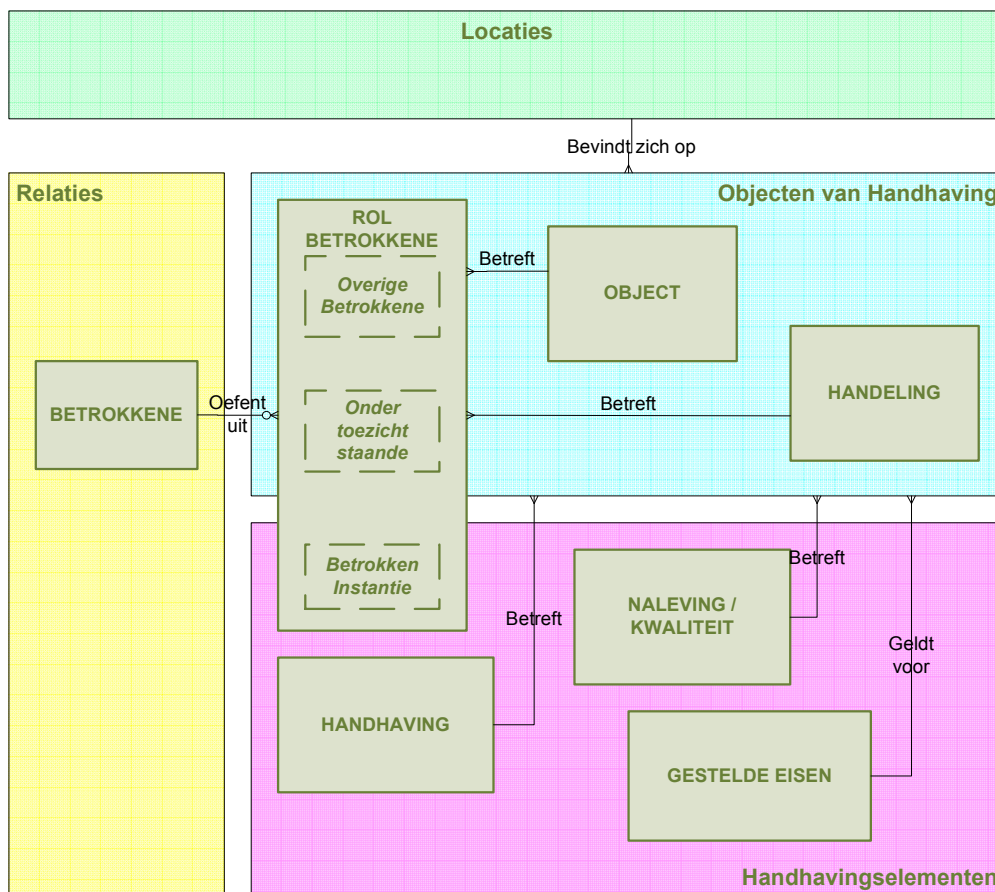 Locaties
Bevindt zich op
Relaties
Objecten van Handhaving
ROL
BETROKKENE
Overige
Betrokkene
Betreft
OBJECT
HANDELING
BETROKKENE
Oefent
uit
Onder
toezicht
staande
Betreft
Betrokken
Instantie
Betreft
NALEVING /
KWALITEIT
Betreft
Geldt
voor
HANDHAVING
GESTELDE EISEN
Handhavingselementen